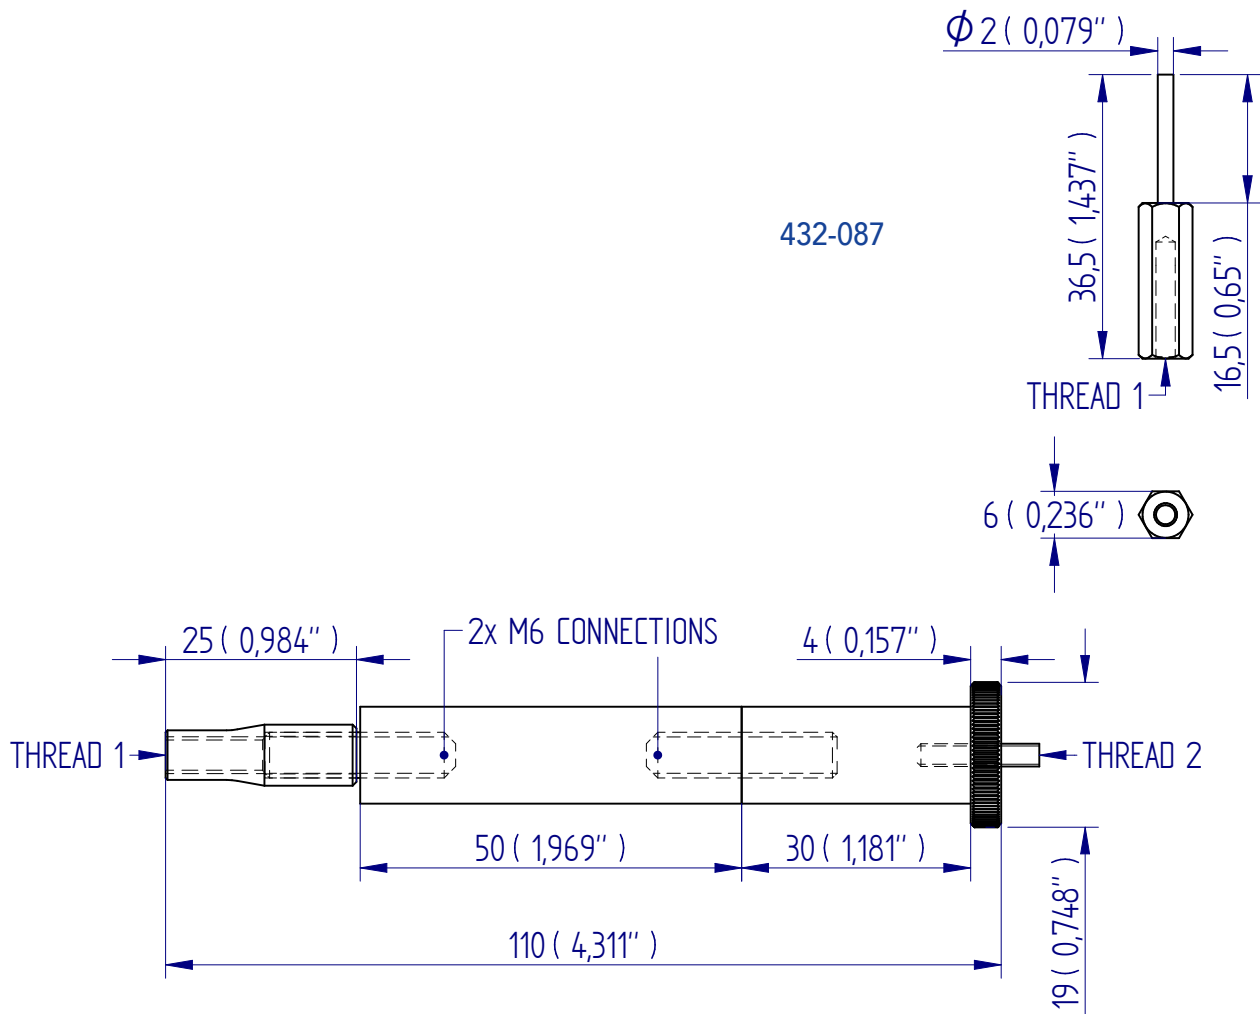 ϕ 2 ( 0,079")
36,5 ( 1,437")
16,5 ( 0,65")
432-087
THREAD 1
6 ( 0,236")
25 ( 0,984")
2x M6 CONNECTIONS
4 ( 0,157")
THREAD 1
THREAD 2
50 ( 1,969")
30 ( 1,181")
19 ( 0,748")
110 ( 4,311")